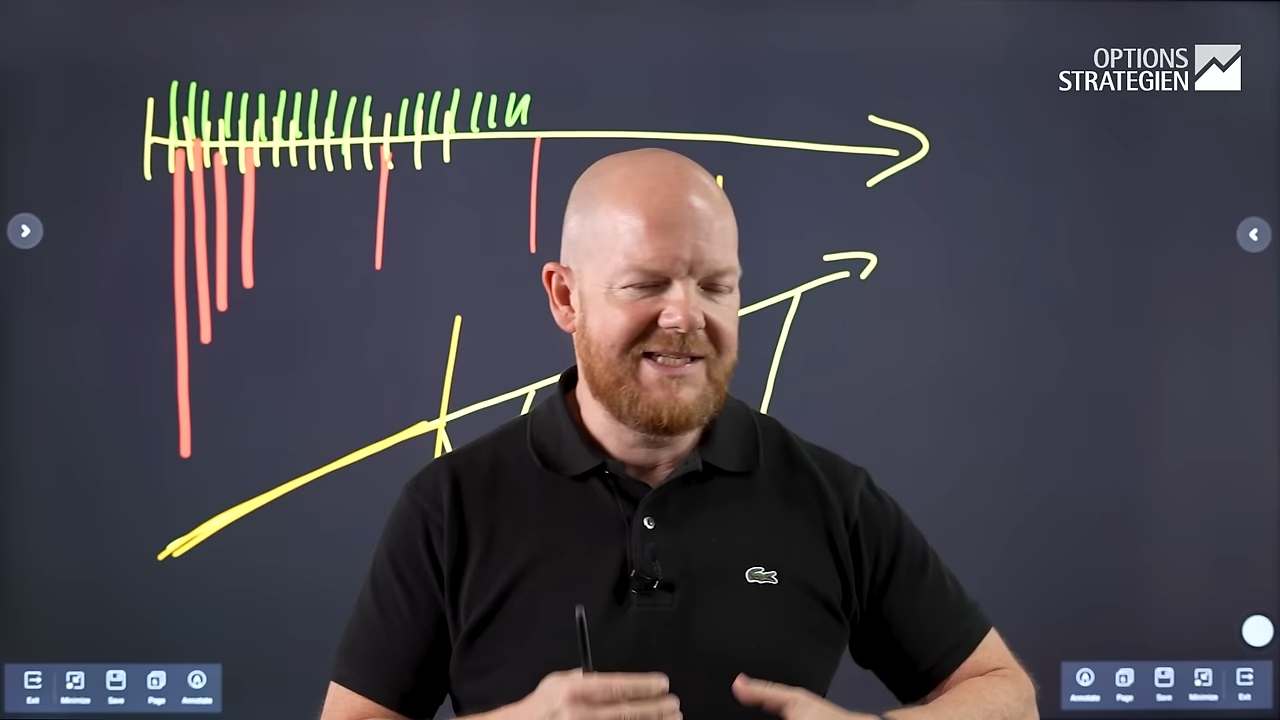 OPTIONS
STRATEGIEN
Exit
Minimize
Save
Page
Annotate
Annotate
Page
Save
Minimize
Exit